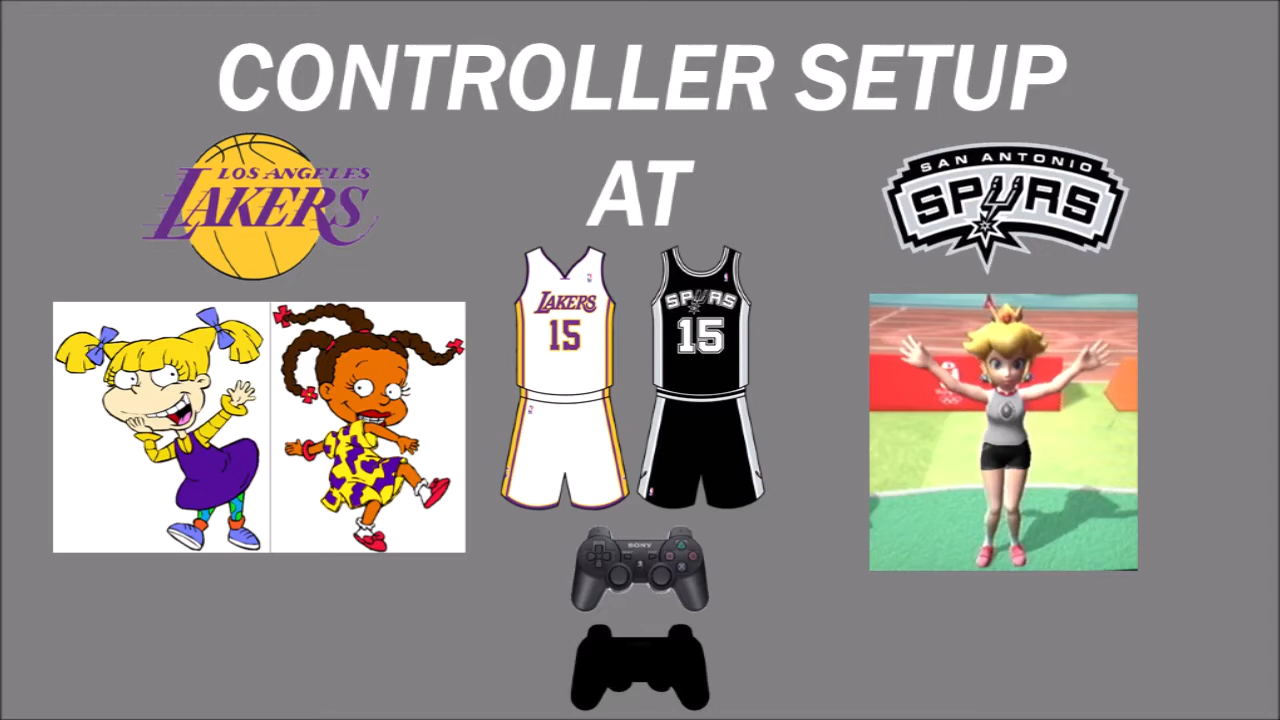 CONTROLLER SETUP
LOS ANGELES
LAKERS
AT
SAN ANTONIO
SPURS
LAKERS
15
SPURS
15
SONY